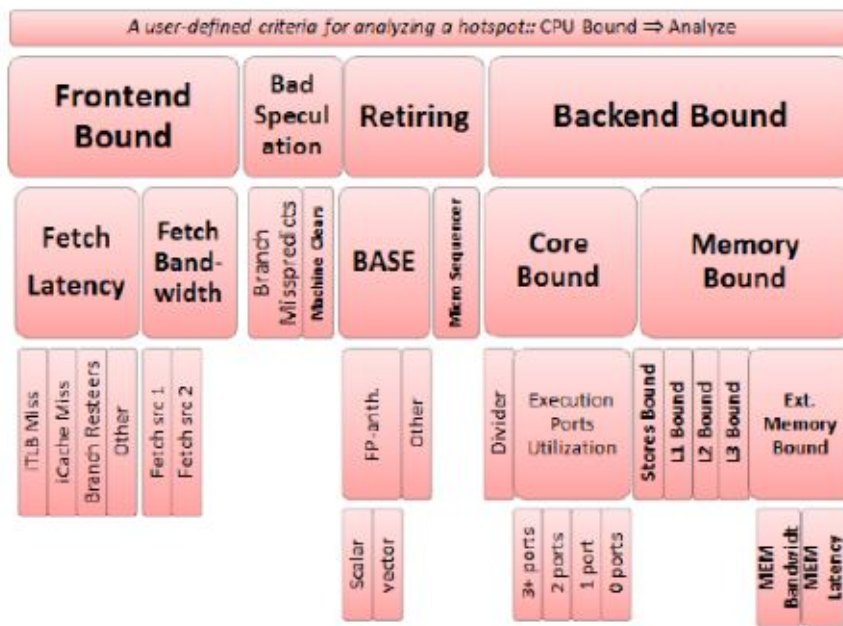 A user-defined criteria for analyzing a hotspot:: CPU Bound ⇒ Analyze
Frontend
Bound
Bad
Specul
ation
Retiring
Backend Bound
Fetch
Latency
Fetch
Band-
width
Branch
Misspredicts
Machine Clears
BASE
Micro Sequencer
Core
Bound
Memory
Bound
ITLB Miss
iCache Miss
Branch Resteers
Other
Fetch src 1
Fetch src 2
FP-arith.
Other
Divider
Execution
Ports
Utilization
Stores Bound
L1 Bound
L2 Bound
L3 Bound
Ext.
Memory
Bound
Scalar
vector
3+ ports
2 ports
1 port
0 ports
MEM
Bandwidt
MEM
Latency